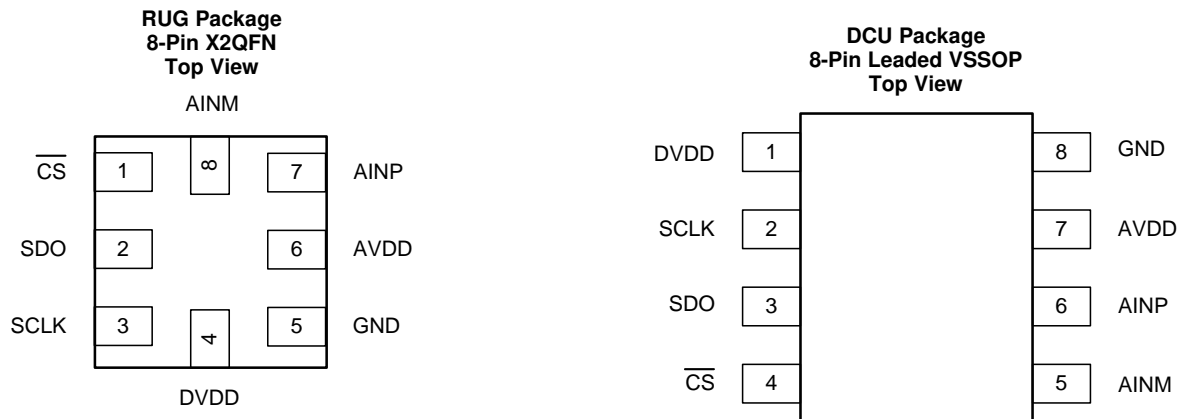 RUG Package
8-Pin X2QFN
Top View
AINM
CS 1 8 7 AINP
SDO 2 6 AVDD
SCLK 3 4 5 GND
DVDD
DCU Package
8-Pin Leaded VSSOP
Top View
DVDD 1 8 GND
SCLK 2 7 AVDD
SDO 3 6 AINP
CS 4 5 AINM